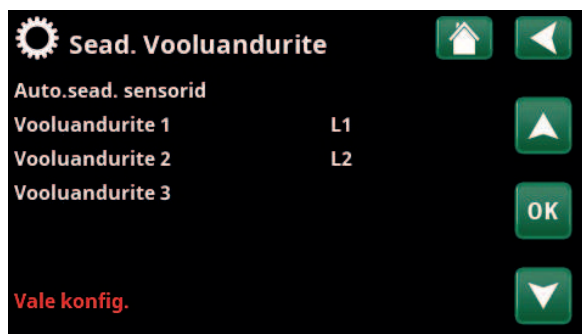 Sead. Vooluandurite
Auto.sead. sensorid
Vooluandurite 1 L1
Vooluandurite 2 L2
Vooluandurite 3
OK
Vale konfig.